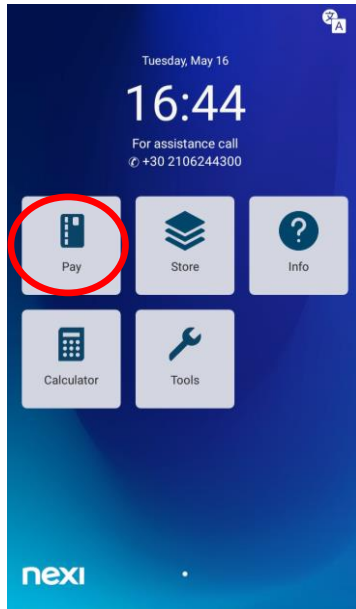 Tuesday, May 16
16:44
For assistance call
✆ +30 2106244300
Pay
Store
Info
Calculator
Tools
nexi